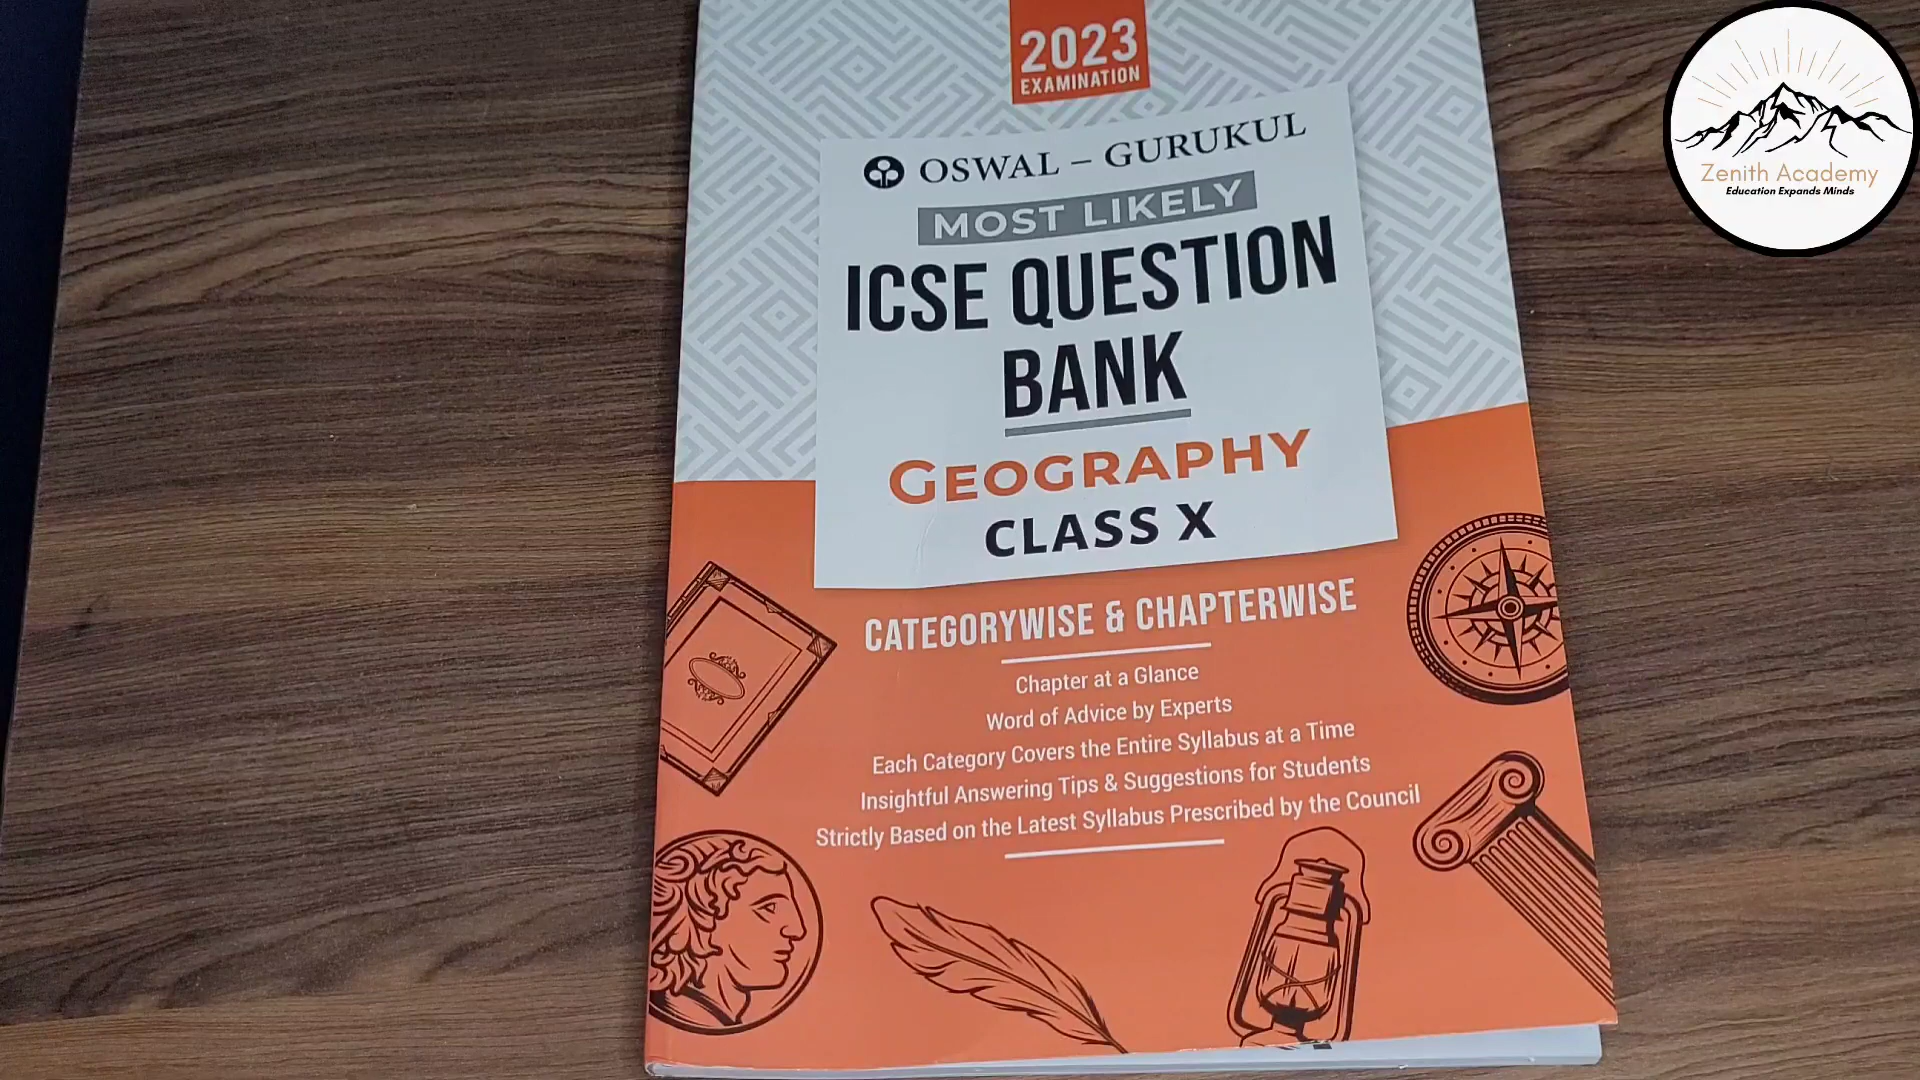 2023
EXAMINATION
OSWAL – GURUKUL
MOST LIKELY
ICSE QUESTION
BANK
GEOGRAPHY
CLASS X
CATEGORYWISE & CHAPTERWISE
Chapter at a Glance
Word of Advice by Experts
Each Category Covers the Entire Syllabus at a Time
Insightful Answering Tips & Suggestions for Students
Strictly Based on the Latest Syllabus Prescribed by the Council
Zenith Academy
Education Expands Minds